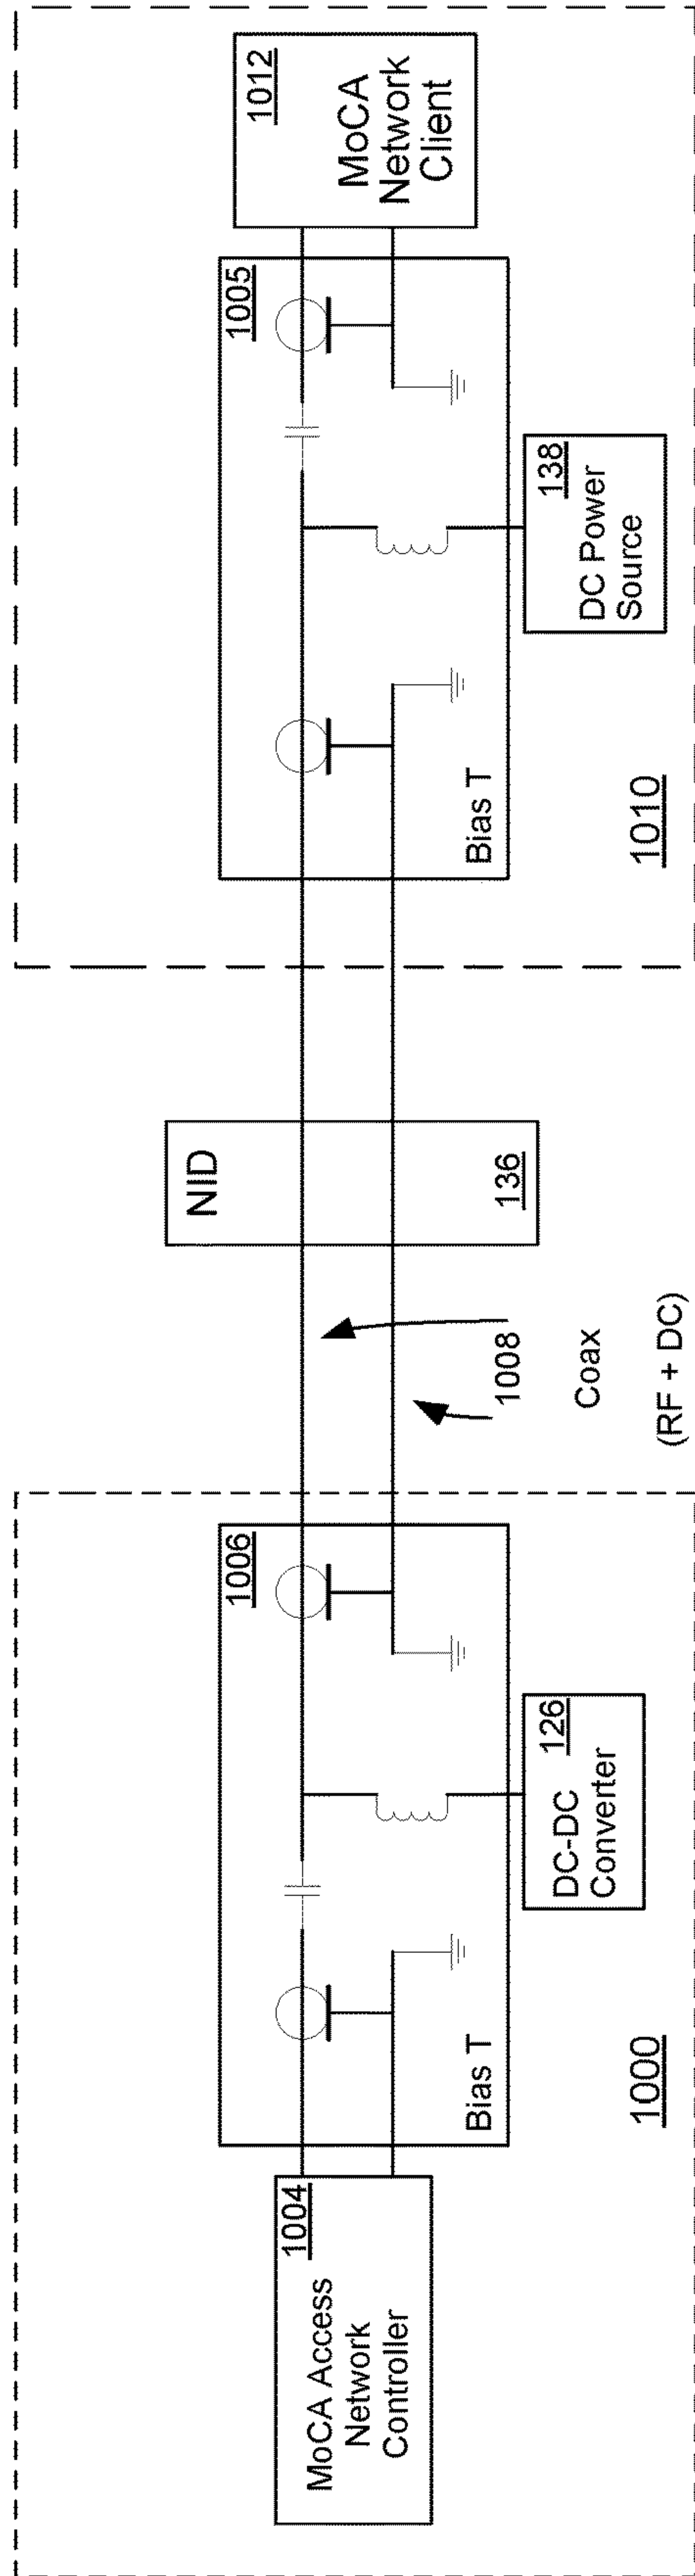 1004
MoCA Access
Network
Controller
1006
Bias T
126
DC-DC
Converter
1000
1008
Coax
(RF + DC)
NID
136
1005
Bias T
138
DC Power
Source
1010
1012
MoCA
Network
Client